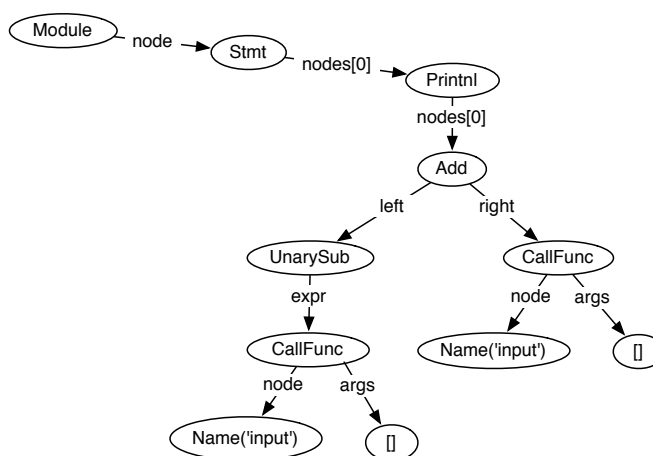 Module
node
Stmt
nodes[0]
Printnl
nodes[0]
Add
left
right
UnarySub
CallFunc
expr
node
args
CallFunc
Name('input')
[]
node
args
Name('input')
[]